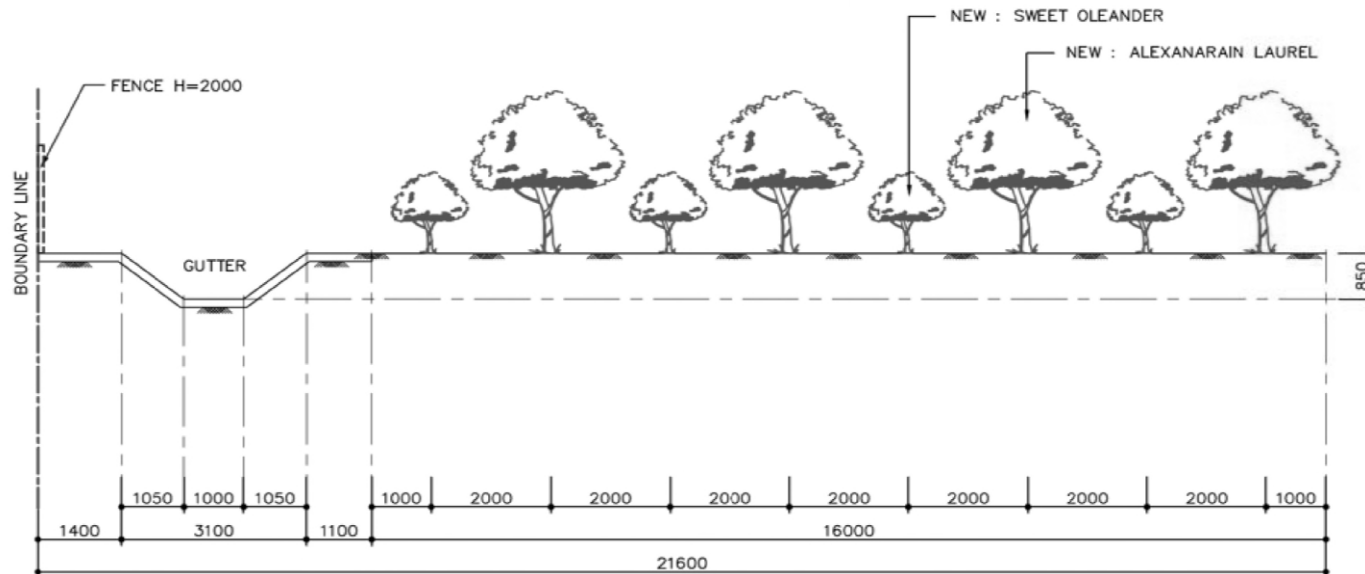 NEW : SWEET OLEANDER
NEW : ALEXANARAIN LAUREL
FENCE H=2000
BOUNDARY LINE
GUTTER
850
1050 1000 1050 1000 2000 2000 2000 2000 2000 2000 2000 1000
1400 3100 1100 16000
21600